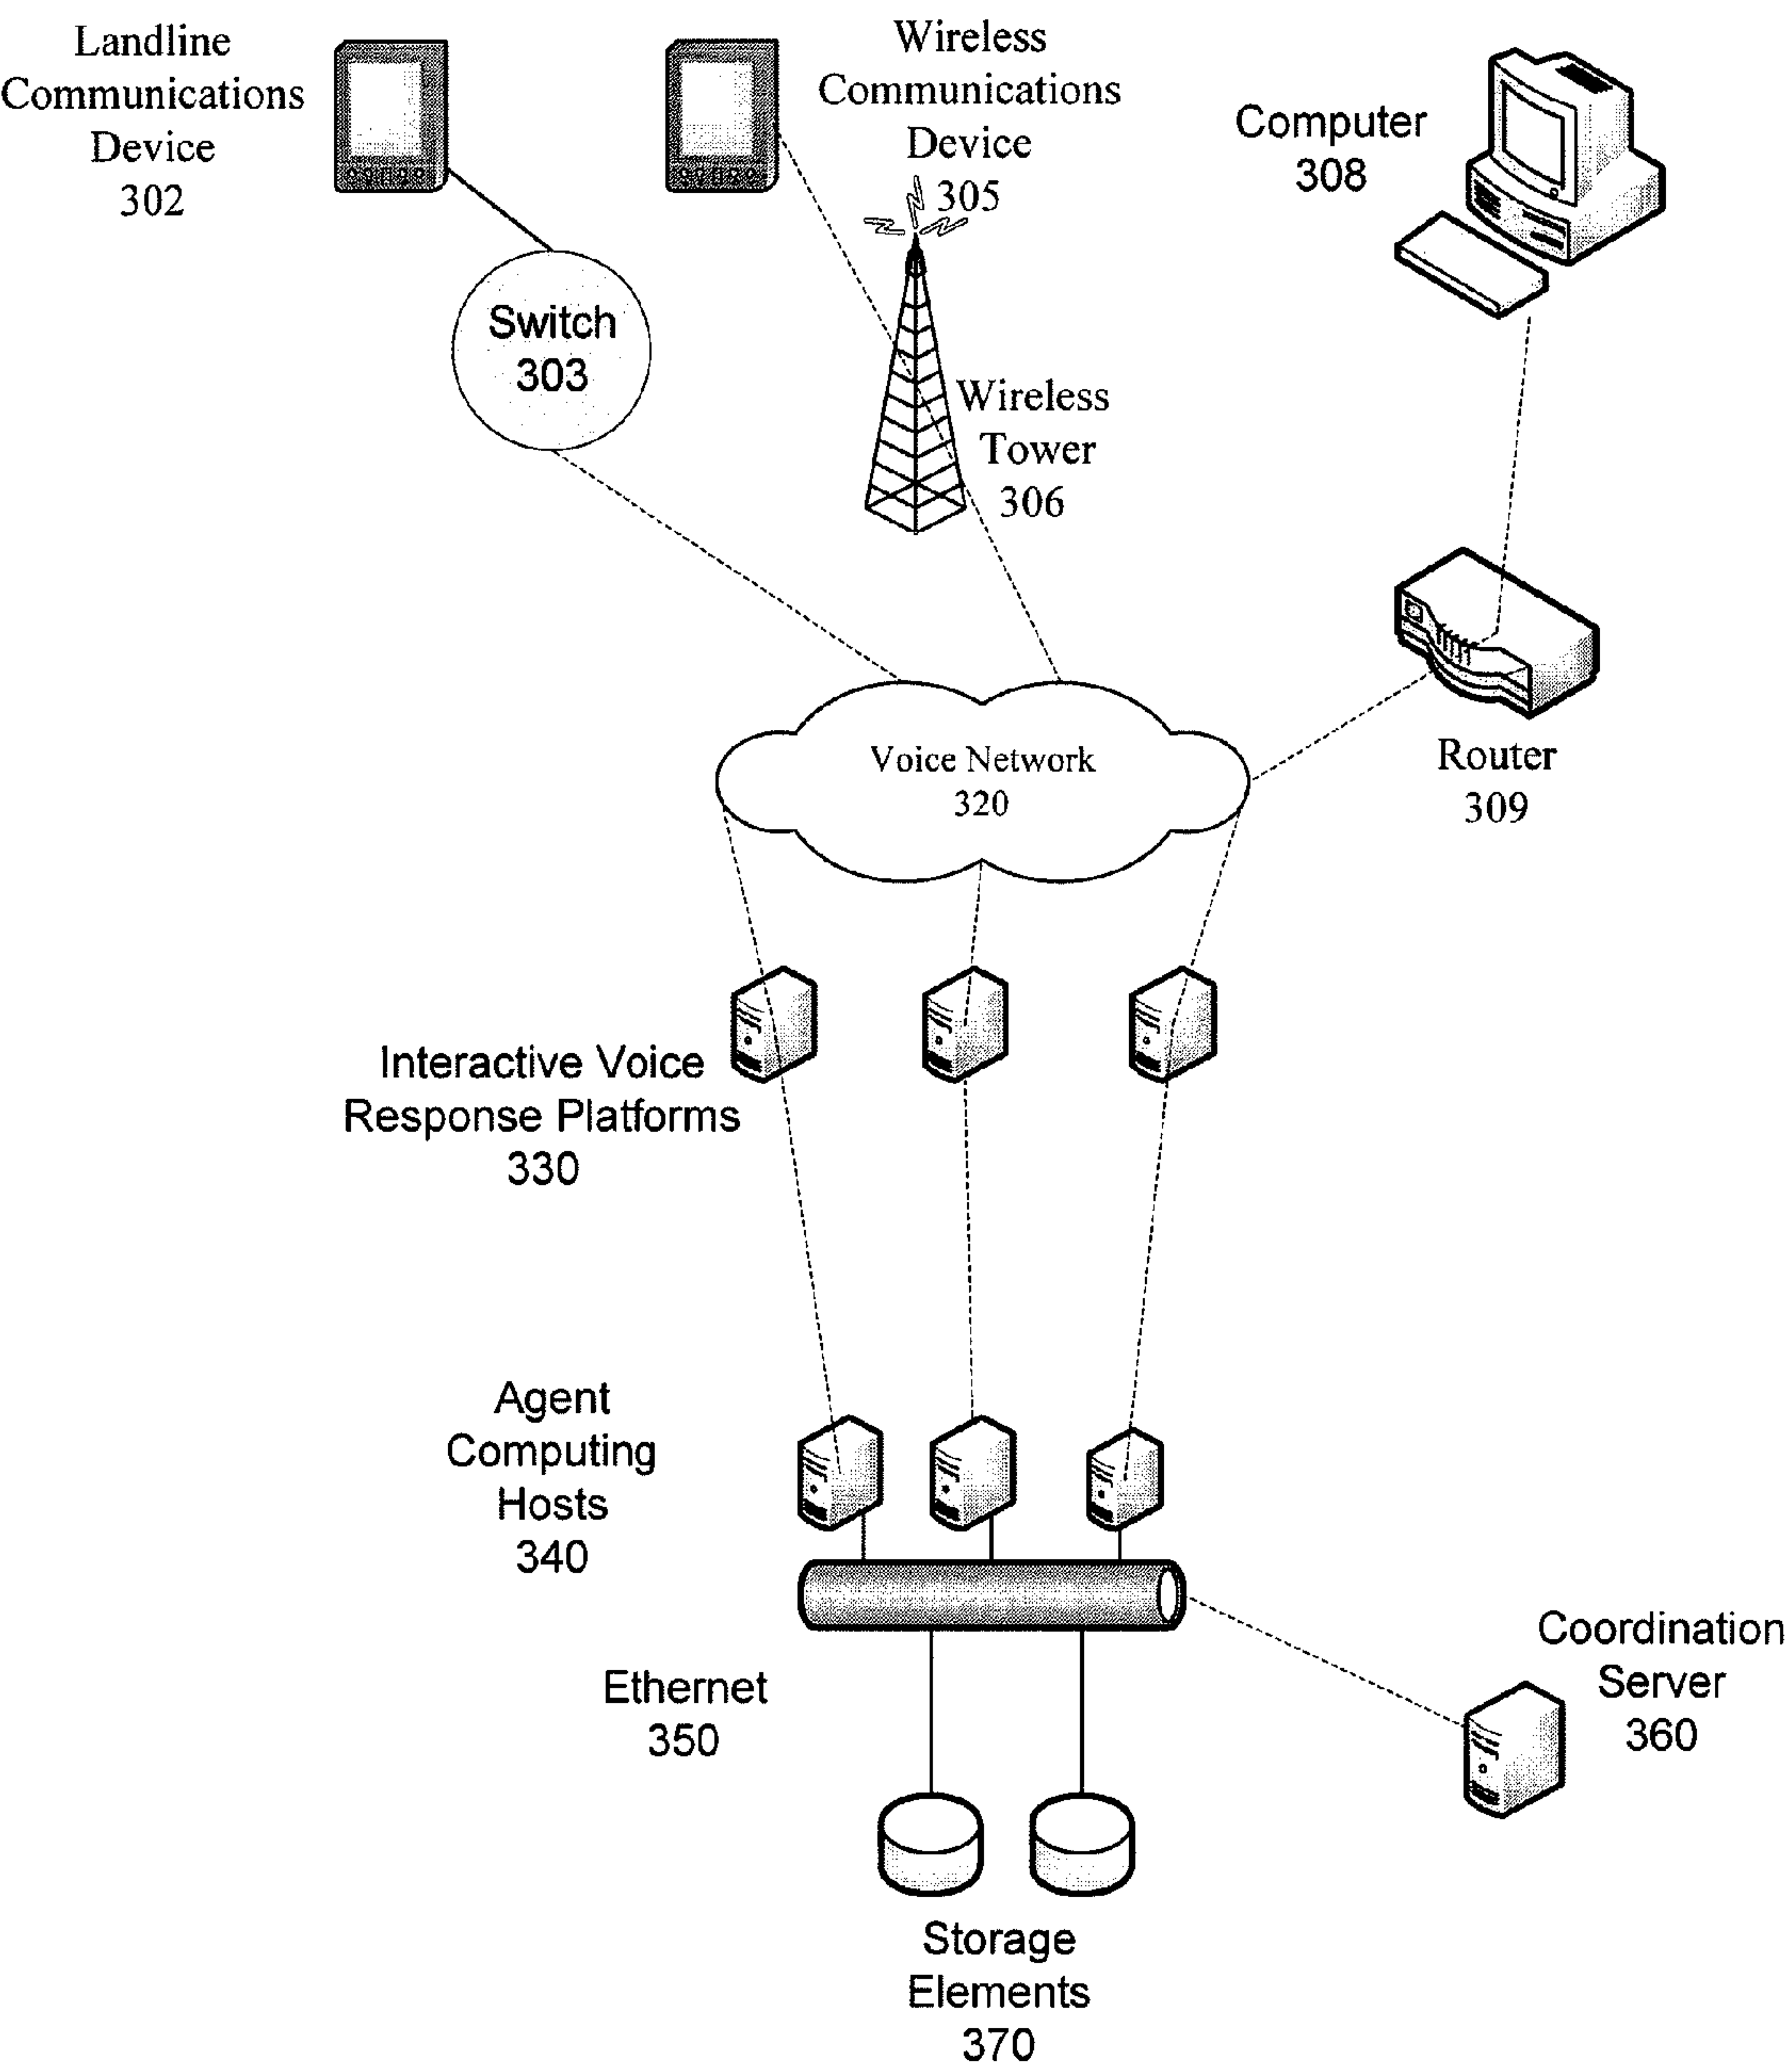 Landline
Communications
Device
302
Wireless
Communications
Device
305
Computer
308
Switch
303
Wireless
Tower
306
Voice Network
320
Router
309
Interactive Voice
Response Platforms
330
Agent
Computing
Hosts
340
Ethernet
350
Coordination
Server
360
Storage
Elements
370